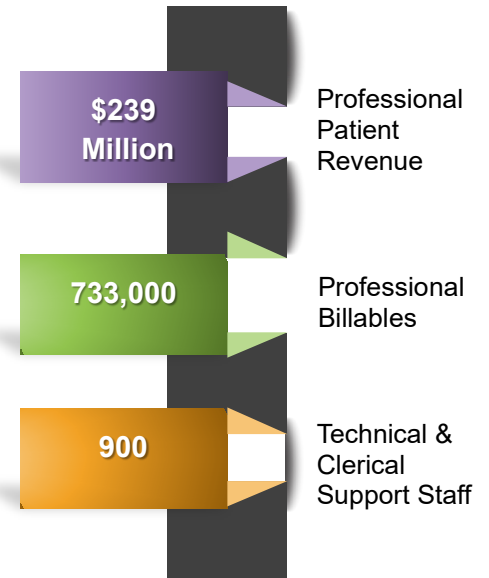 $239
Million
Professional
Patient
Revenue
733,000
Professional
Billables
900
Technical &
Clerical
Support Staff